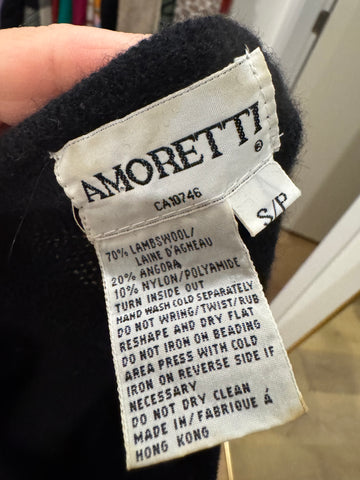 AMORETTI ®
CA10746
S/P
70% LAMBSWOOL/
LAINE D'AGNEAU
20% ANGORA
10% NYLON/POLYAMIDE
TURN INSIDE OUT
HAND WASH COLD SEPARATELY
DO NOT WRING/TWIST/RUB
RESHAPE AND DRY FLAT
DO NOT IRON ON BEADING
AREA PRESS WITH COLD
IRON ON REVERSE SIDE IF
NECESSARY
DO NOT DRY CLEAN
MADE IN/FABRIQUE Á
HONG KONG